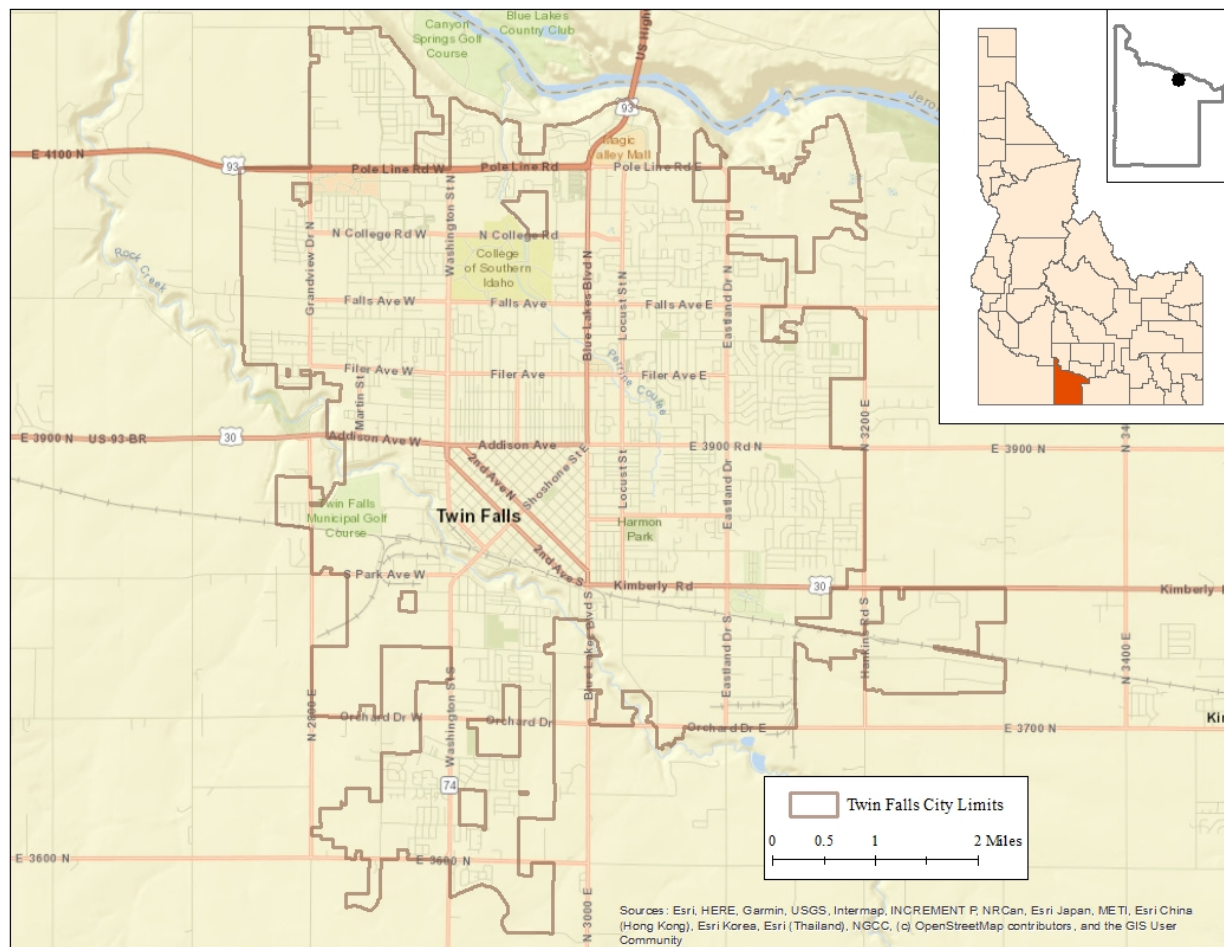 Canyon
Springs Golf
Course
Blue Lakes
Country Club
US High
93
E 4100 N
93
Pole Line Rd W
Pole Line Rd
Magic
Valley Mall
Pole Line Rd E
Jero
Rock Creek
Grandview Dr N
Washington St N
N College Rd W
N College Rd
College
of Southern
Idaho
Blue Lakes Blvd N
Locust St N
Eastland Dr N
Falls Ave W
Falls Ave
Falls Ave E
Perrine Coulee
Filer Ave W
Filer Ave
Filer Ave E
Martin St
N 3200 E
E 3900 N
US-93-BR
30
Addison Ave W
Addison Ave
E 3900 Rd N
E 3900 N
N 34
2nd Ave N
Shoshone St E
Locust St
Eastland Dr
Twin Falls
Municipal Golf
Course
Twin Falls
Harmon
Park
2nd Ave S
S Park Ave W
Kimberly Rd
30
Kimberly R
Blue Lakes Blvd S
Eastland Dr S
Hankins Rd S
N 3400 E
N 2800 E
Washington St S
Orchard Dr W
Orchard Dr
Orchard Dr E
E 3700 N
Kim
74
E 3600 N
E 3600 N
N 3000 E
Twin Falls City Limits
0 0.5 1 2 Miles
Sources: Esri, HERE, Garmin, USGS, Intermap, INCREMENT P, NRCan, Esri Japan, METI, Esri China
(Hong Kong), Esri Korea, Esri (Thailand), NGCC, (c) OpenStreetMap contributors, and the GIS User
Community